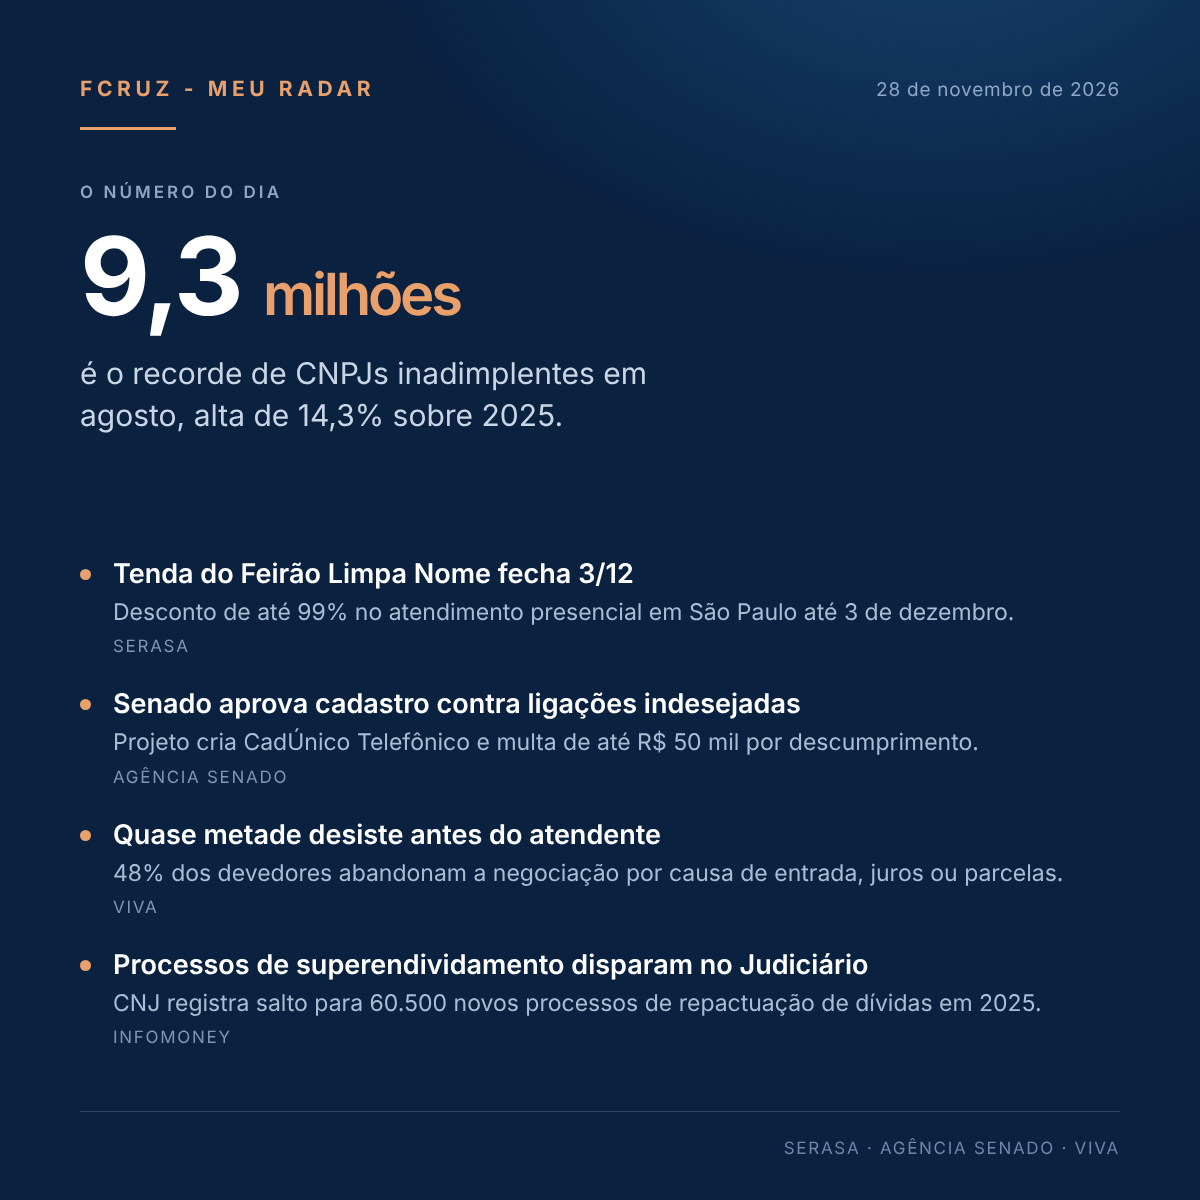 FCRUZ - MEU RADAR
28 de novembro de 2026
O NÚMERO DO DIA
9,3 milhões
é o recorde de CNPJs inadimplentes em
agosto, alta de 14,3% sobre 2025.
Tenda do Feirão Limpa Nome fecha 3/12
Desconto de até 99% no atendimento presencial em São Paulo até 3 de dezembro.
SERASA
Senado aprova cadastro contra ligações indesejadas
Projeto cria CadÚnico Telefônico e multa de até R$ 50 mil por descumprimento.
AGÊNCIA SENADO
Quase metade desiste antes do atendente
48% dos devedores abandonam a negociação por causa de entrada, juros ou parcelas.
VIVA
Processos de superendividamento disparam no Judiciário
CNJ registra salto para 60.500 novos processos de repactuação de dívidas em 2025.
INFOMONEY
SERASA · AGÊNCIA SENADO · VIVA